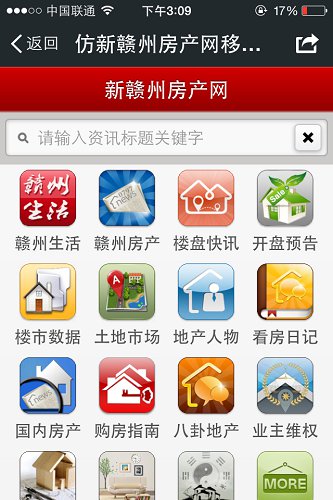 中国联通 下午3:09 17%
返回 仿新赣州房产网移...
新赣州房产网
请输入资讯标题关键字
赣州生活 news
赣州生活 赣州房产 楼盘快讯 开盘预告
Sale
楼市数据 土地市场 地产人物 看房日记
news
国内房产 购房指南 八卦地产 业主维权
MORE